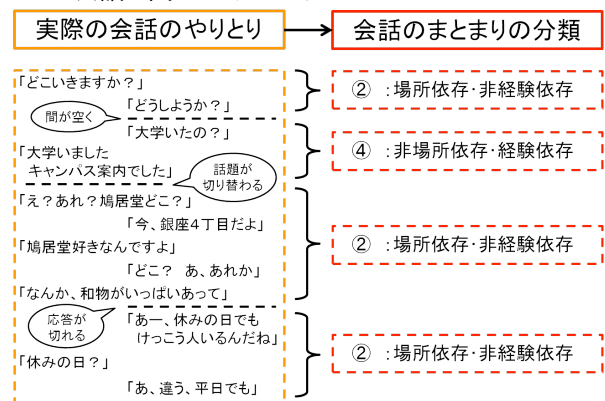 実際の会話のやりとり
会話のまとまりの分類
「どこいきますか？」
「どうしようか？」
② ：場所依存・非経験依存
間が空く
「大学いたの？」
「大学いました
キャンパス案内でした」
④ ：非場所依存・経験依存
話題が
切り替わる
「え？あれ？鳩居堂どこ？」
「今、銀座４丁目だよ」
「鳩居堂好きなんですよ」
「どこ？　あ、あれか」
「なんか、和物がいっぱいあって」
② ：場所依存・非経験依存
応答が
切れる
「あー、休みの日でも
けっこう人いるんだね」
「休みの日？」
「あ、違う、平日でも」
② ：場所依存・非経験依存